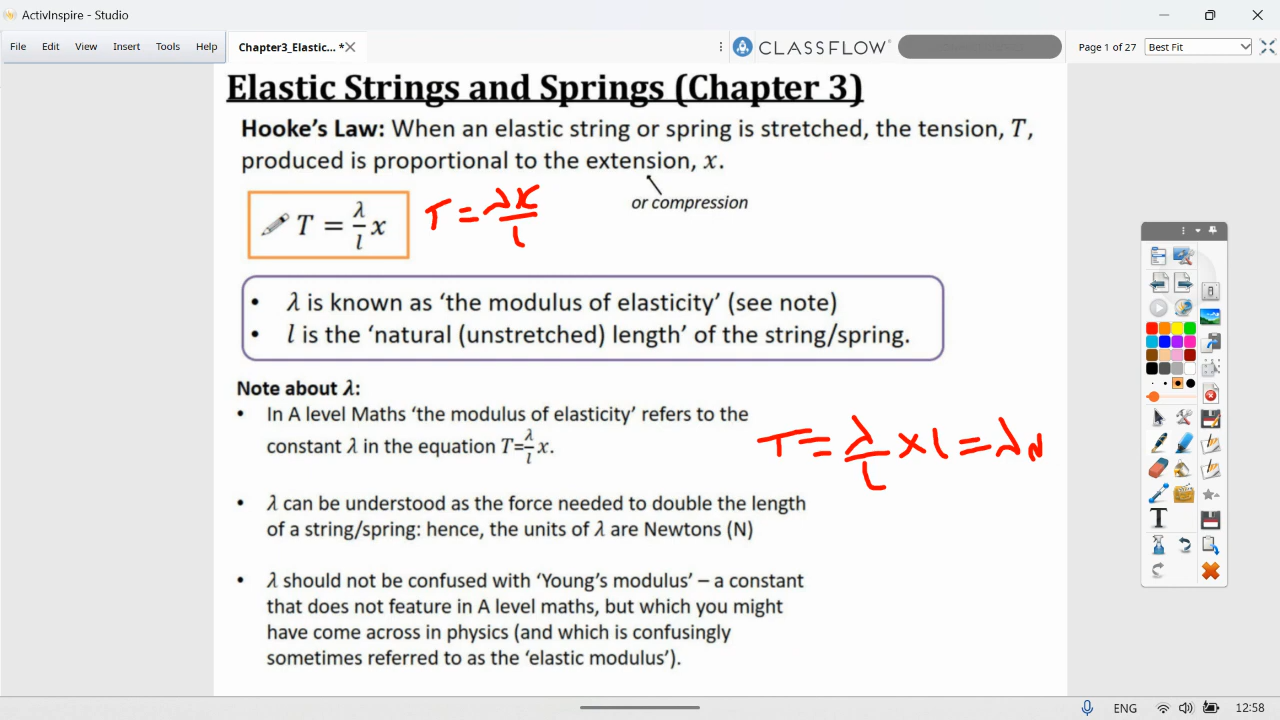 ActivInspire - Studio
File Edit View Insert Tools Help
Chapter3_Elastic... *
CLASSFLOW
Page 1 of 27
Best Fit
Elastic Strings and Springs (Chapter 3)
Hooke's Law: When an elastic string or spring is stretched, the tension, T,
produced is proportional to the extension, x.
or compression
T = λ/l x
T = λx/l
• λ is known as 'the modulus of elasticity' (see note)
• l is the 'natural (unstretched) length' of the string/spring.
Note about λ:
• In A level Maths 'the modulus of elasticity' refers to the
constant λ in the equation T=λ/l x.
T = λ/l × l = λN
• λ can be understood as the force needed to double the length
of a string/spring: hence, the units of λ are Newtons (N)
• λ should not be confused with 'Young's modulus' – a constant
that does not feature in A level maths, but which you might
have come across in physics (and which is confusingly
sometimes referred to as the 'elastic modulus').
T
ENG
12:58